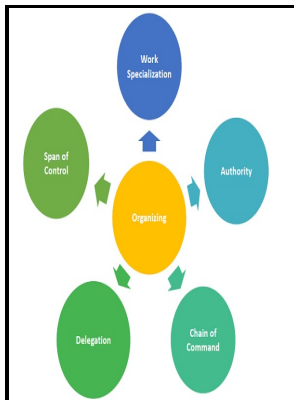 Work
Specialization
Span of
Control
Authority
Organizing
Delegation
Chain of
Command